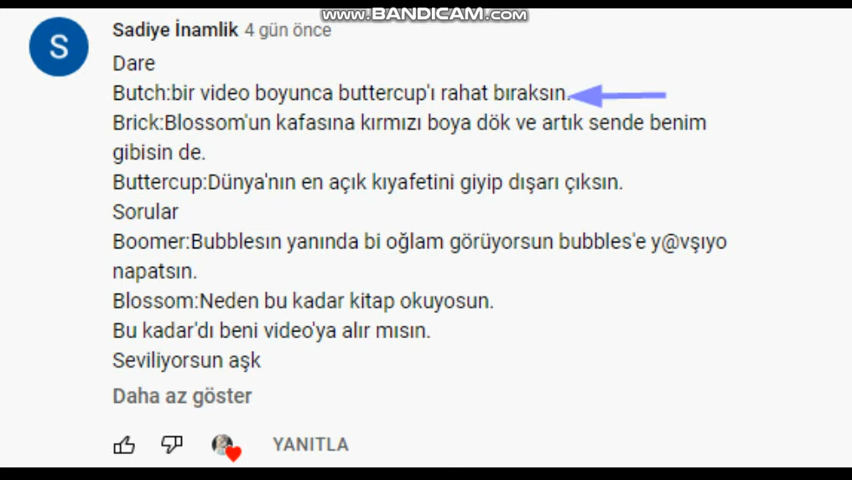 www.BANDICAM.com
S
Sadiye İnamlik 4 gün önce
Dare
Butch:bir video boyunca buttercup'ı rahat bıraksın.
Brick:Blossom'un kafasına kırmızı boya dök ve artık sende benim
gibisin de.
Buttercup:Dünya'nın en açık kıyafetini giyip dışarı çıksın.
Sorular
Boomer:Bubblesın yanında bi oğlam görüyorsun bubbles'e y@vşıyo
napatsın.
Blossom:Neden bu kadar kitap okuyosun.
Bu kadar'dı beni video'ya alır mısın.
Seviliyorsun aşk
Daha az göster
YANITLA